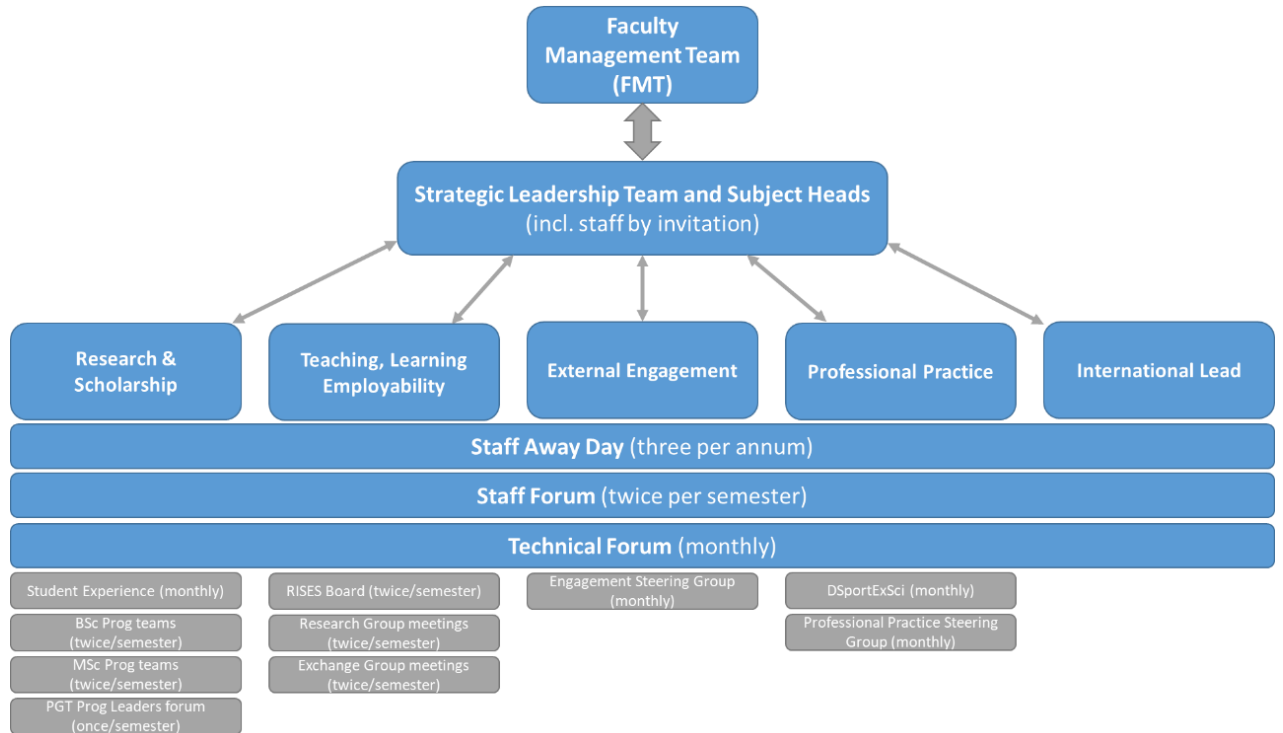 Faculty
Management Team
(FMT)
Strategic Leadership Team and Subject Heads
(incl. staff by invitation)
Research &
Scholarship
Teaching, Learning
Employability
External Engagement
Professional Practice
International Lead
Staff Away Day (three per annum)
Staff Forum (twice per semester)
Technical Forum (monthly)
Student Experience (monthly)
BSc Prog teams
(twice/semester)
MSc Prog teams
(twice/semester)
PGT Prog Leaders forum
(once/semester)
RISES Board (twice/semester)
Research Group meetings
(twice/semester)
Exchange Group meetings
(twice/semester)
Engagement Steering Group
(monthly)
DSportExSci (monthly)
Professional Practice Steering
Group (monthly)